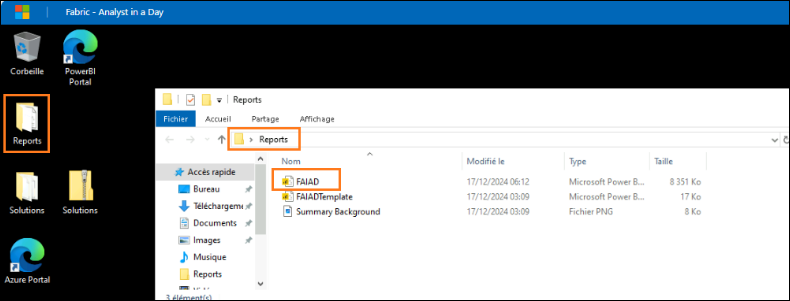 Fabric - Analyst in a Day
Corbeille
PowerBI
Portal
Reports
Solutions
Solutions
Azure Portal
Reports
Fichier
Accueil
Partage
Affichage
Reports
Nom
Modifié le
Type
Taille
Accès rapide
Bureau
Téléchargeme
Documents
Images
Musique
Reports
FAIAD
17/12/2024 06:12
Microsoft Power B...
8 351 Ko
FAIADTemplate
17/12/2024 03:09
Microsoft Power B...
17 Ko
Summary Background
17/12/2024 03:09
Fichier PNG
8 Ko
3 élément(s)